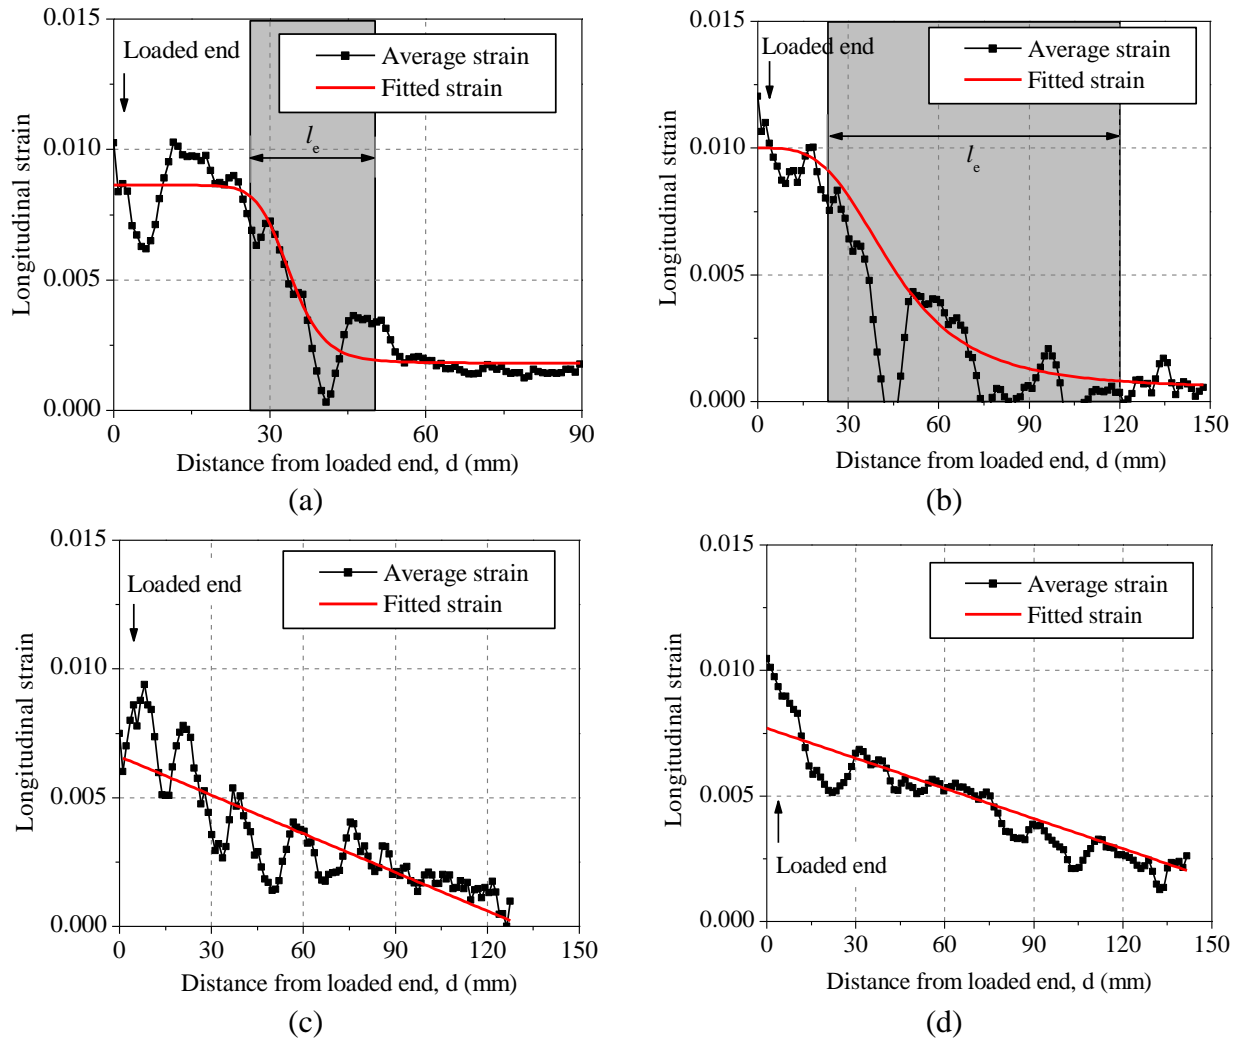 0.015
0.010
0.005
0.000
Longitudinal strain
Loaded end
Average strain
Fitted strain
le
0
30
60
90
Distance from loaded end, d (mm)
(a)
0.015
0.010
0.005
0.000
Longitudinal strain
Loaded end
Average strain
Fitted strain
le
0
30
60
90
120
150
Distance from loaded end, d (mm)
(b)
0.015
0.010
0.005
0.000
Longitudinal strain
Loaded end
Average strain
Fitted strain
0
30
60
90
120
150
Distance from loaded end, d (mm)
(c)
0.015
0.010
0.005
0.000
Longitudinal strain
Average strain
Fitted strain
Loaded end
0
30
60
90
120
150
Distance from loaded end, d (mm)
(d)